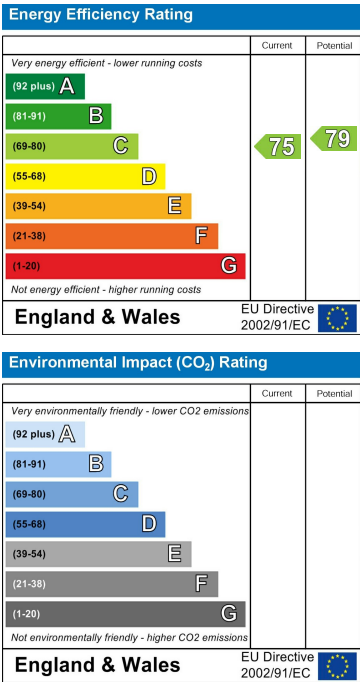 Energy Efficiency Rating
Current Potential
Very energy efficient - lower running costs
(92 plus) A
(81-91) B
(69-80) C
75 79
(55-68) D
(39-54) E
(21-38) F
(1-20) G
Not energy efficient - higher running costs
England & Wales
EU Directive
2002/91/EC
Environmental Impact (CO₂) Rating
Current Potential
Very environmentally friendly - lower CO2 emissions
(92 plus) A
(81-91) B
(69-80) C
(55-68) D
(39-54) E
(21-38) F
(1-20) G
Not environmentally friendly - higher CO2 emissions
England & Wales
EU Directive
2002/91/EC